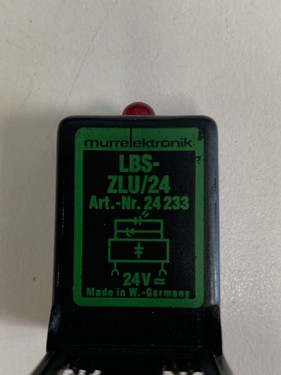 murrelektronik
LBS-
ZLU/24
Art.-Nr. 24 233
24V ≃
Made in W.-Germany